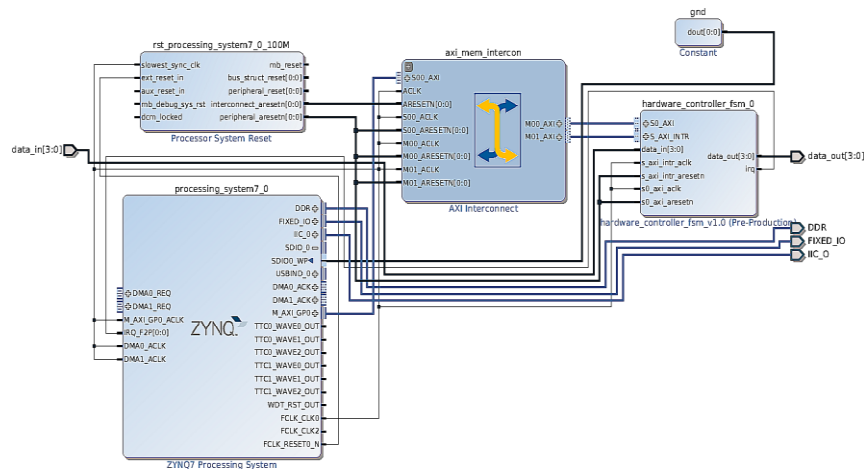 gnd
dout[0:0]
Constant
rst_processing_system7_0_100M
slowest_sync_clk
ext_reset_in
aux_reset_in
mb_debug_sys_rst
dcm_locked
mb_reset
bus_struct_reset[0:0]
peripheral_reset[0:0]
interconnect_aresetn[0:0]
peripheral_aresetn[0:0]
Processor System Reset
axi_mem_intercon
S00_AXI
ACLK
ARESETN[0:0]
S00_ACLK
S00_ARESETN[0:0]
M00_ACLK
M00_ARESETN[0:0]
M01_ACLK
M01_ARESETN[0:0]
M00_AXI
M01_AXI
AXI Interconnect
hardware_controller_fsm_0
S0_AXI
S_AXI_INTR
data_in[3:0]
s_axi_intr_aclk
s_axi_intr_aresetn
s0_axi_aclk
s0_axi_aresetn
data_out[3:0]
irq
hardware_controller_fsm_v1.0 (Pre-Production)
data_in[3:0]
data_out[3:0]
DDR
FIXED_IO
IIC_O
processing_system7_0
DMA0_REQ
DMA1_REQ
M_AXI_GP0_ACLK
IRQ_F2P[0:0]
DMA0_ACLK
DMA1_ACLK
ZYNQ
DDR
FIXED_IO
IIC_0
SDIO_0
SDIO0_WP
USBIND_0
DMA0_ACK
DMA1_ACK
M_AXI_GP0
TTC0_WAVE0_OUT
TTC0_WAVE1_OUT
TTC0_WAVE2_OUT
TTC1_WAVE0_OUT
TTC1_WAVE1_OUT
TTC1_WAVE2_OUT
WDT_RST_OUT
FCLK_CLK0
FCLK_CLK2
FCLK_RESET0_N
ZYNQ7 Processing System